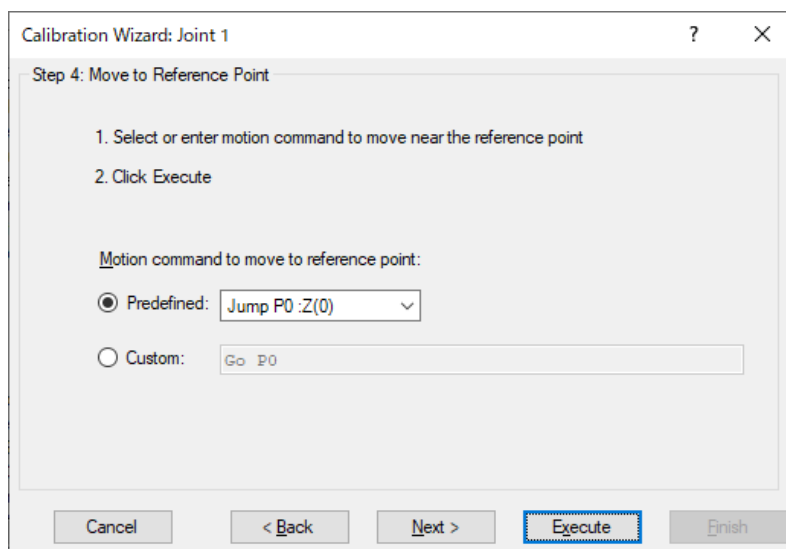 Calibration Wizard: Joint 1
?
Step 4: Move to Reference Point
1. Select or enter motion command to move near the reference point
2. Click Execute
Motion command to move to reference point:
Predefined: Jump P0 :Z(0)
Custom: Go P0
Cancel < Back Next > Execute Finish